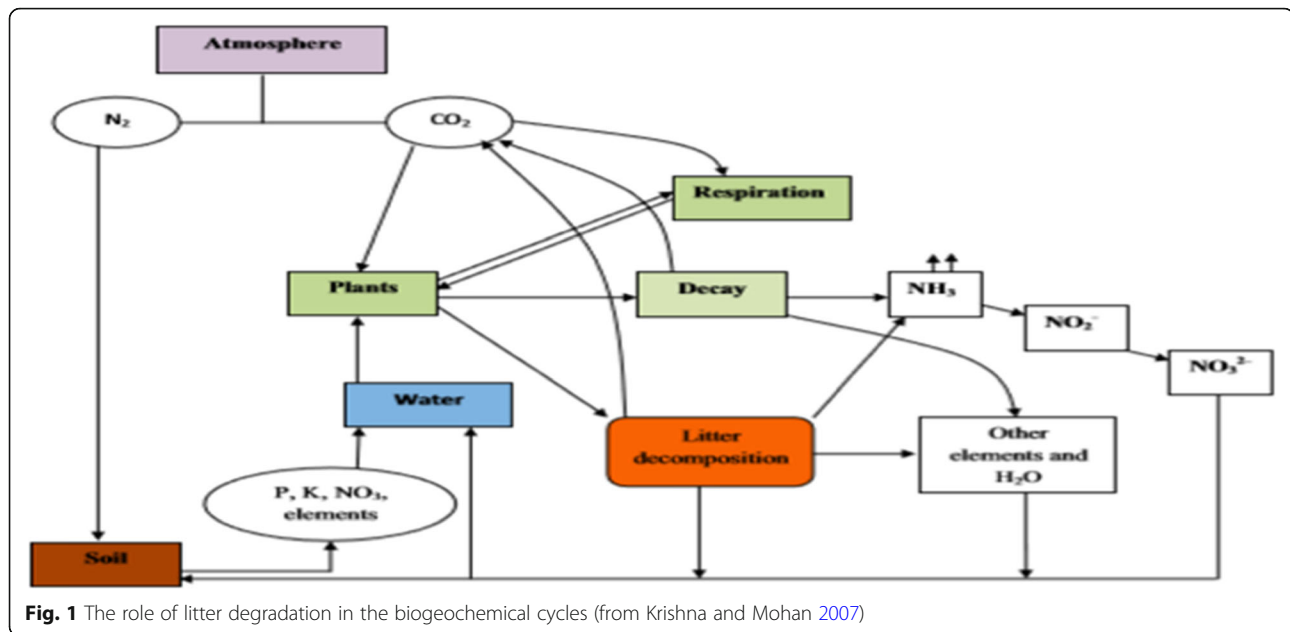 Atmosphere
N₂
CO₂
Respiration
Plants
Decay
NH₃
NO₂⁻
NO₃²⁻
Water
Litter
decomposition
Other
elements and
H₂O
P, K, NO₃,
elements
Soil
Fig. 1 The role of litter degradation in the biogeochemical cycles (from Krishna and Mohan 2007)